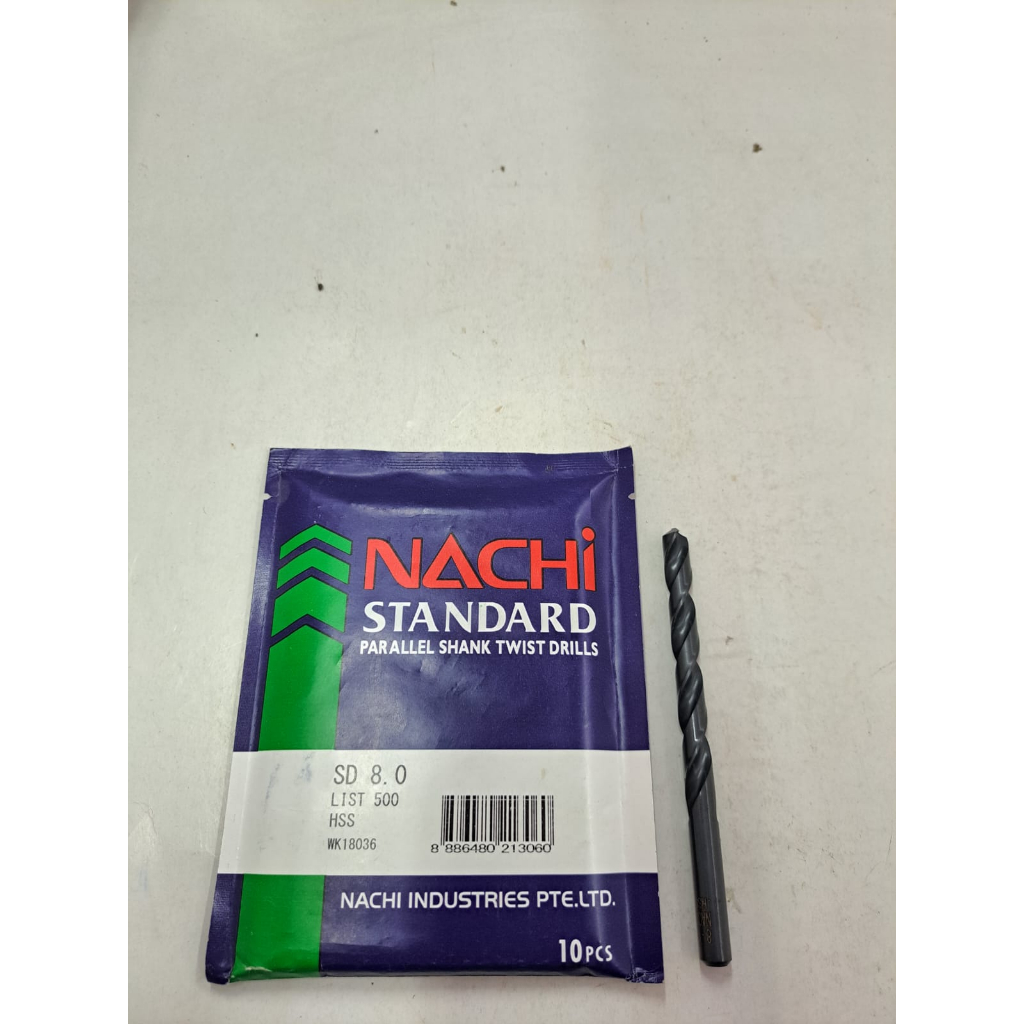 NACHi
STANDARD
PARALLEL SHANK TWIST DRILLS
SD 8.0
LIST 500
HSS
WK18036
8 886480 213060
NACHI INDUSTRIES PTE.LTD.
10PCS